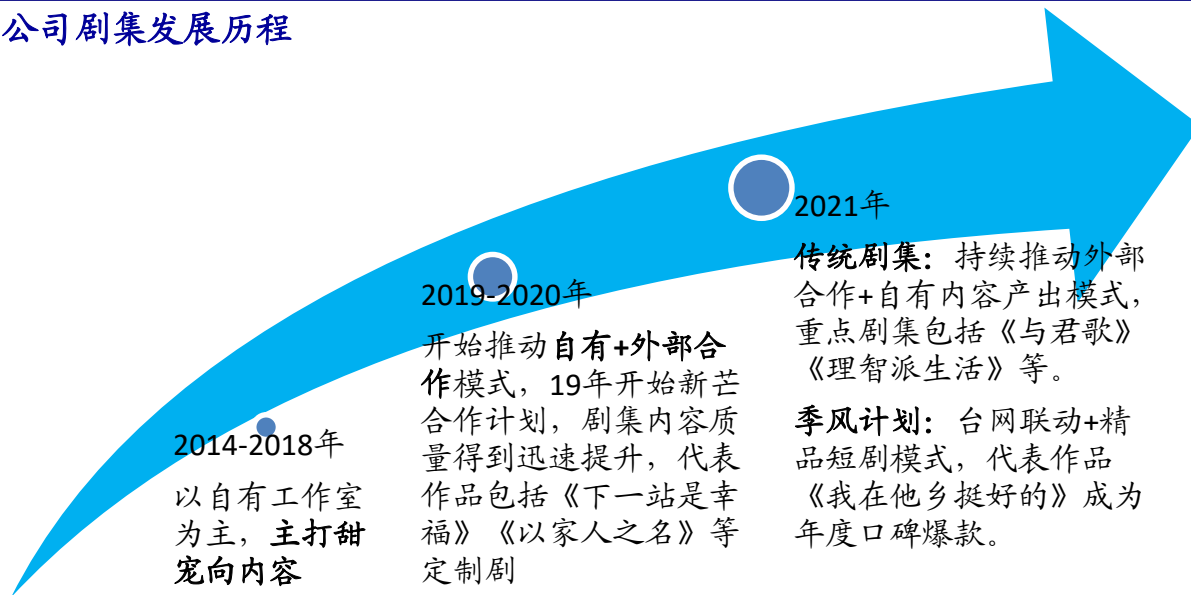 公司剧集发展历程
2014-2018年
以自有工作室
为主，主打甜
宠向内容
2019-2020年
开始推动自有+外部合
作模式，19年开始新芒
合作计划，剧集内容质
量得到迅速提升，代表
作品包括《下一站是幸
福》《以家人之名》等
定制剧
2021年
传统剧集：持续推动外部
合作+自有内容产出模式，
重点剧集包括《与君歌》
《理智派生活》等。
季风计划：台网联动+精
品短剧模式，代表作品
《我在他乡挺好的》成为
年度口碑爆款。